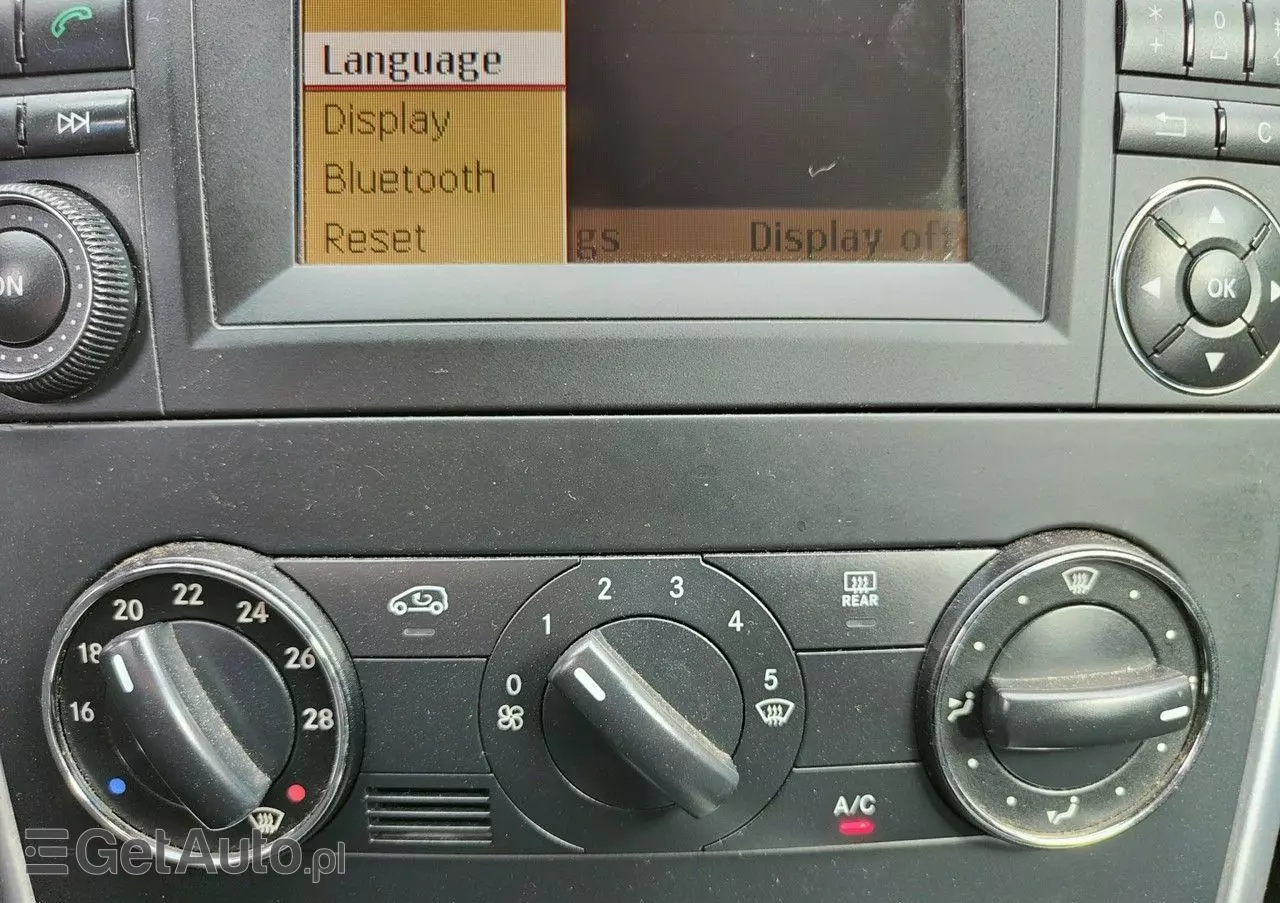 * 0
+
Language
Display
Bluetooth
Reset
gs Display off
C
ON
OK
16 18 20 22 24 26 28
0 1 2 3 4 5
REAR
A/C
GetAuto.pl